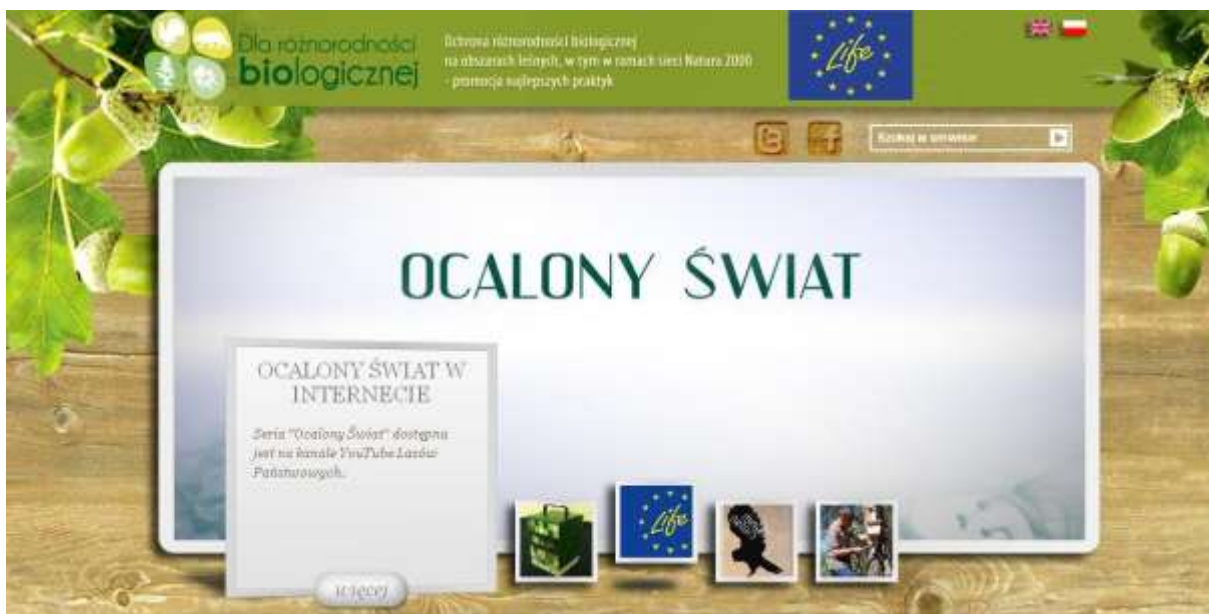 Dla różnorodności
biologicznej
Ochrona różnorodności biologicznej
na obszarach leśnych, w tym w ramach sieci Natura 2000
- promocja najlepszych praktyk
Life
Szukaj w serwisie
OCALONY ŚWIAT
OCALONY ŚWIAT W
INTERNECIE
Seria "Ocalony Świat" dostępna
jest na kanale YouTube Lasów
Państwowych.
Life
więcej